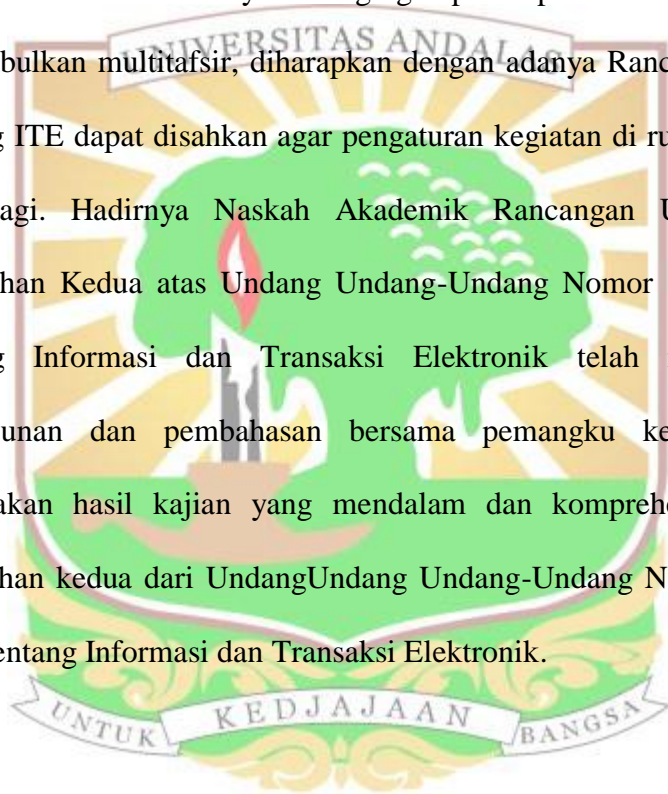 UNIVERSITAS ANDALAS
bulkan multitafsir, diharapkan dengan adanya Ranc
g ITE dapat disahkan agar pengaturan kegiatan di ru
agi. Hadirnya Naskah Akademik Rancangan U
han Kedua atas Undang Undang-Undang Nomor
g Informasi dan Transaksi Elektronik telah
unan dan pembahasan bersama pemangku ke
akan hasil kajian yang mendalam dan kompreh
han kedua dari UndangUndang Undang-Undang N
entang Informasi dan Transaksi Elektronik.
UNTUK KEDJAJAAN BANGSA